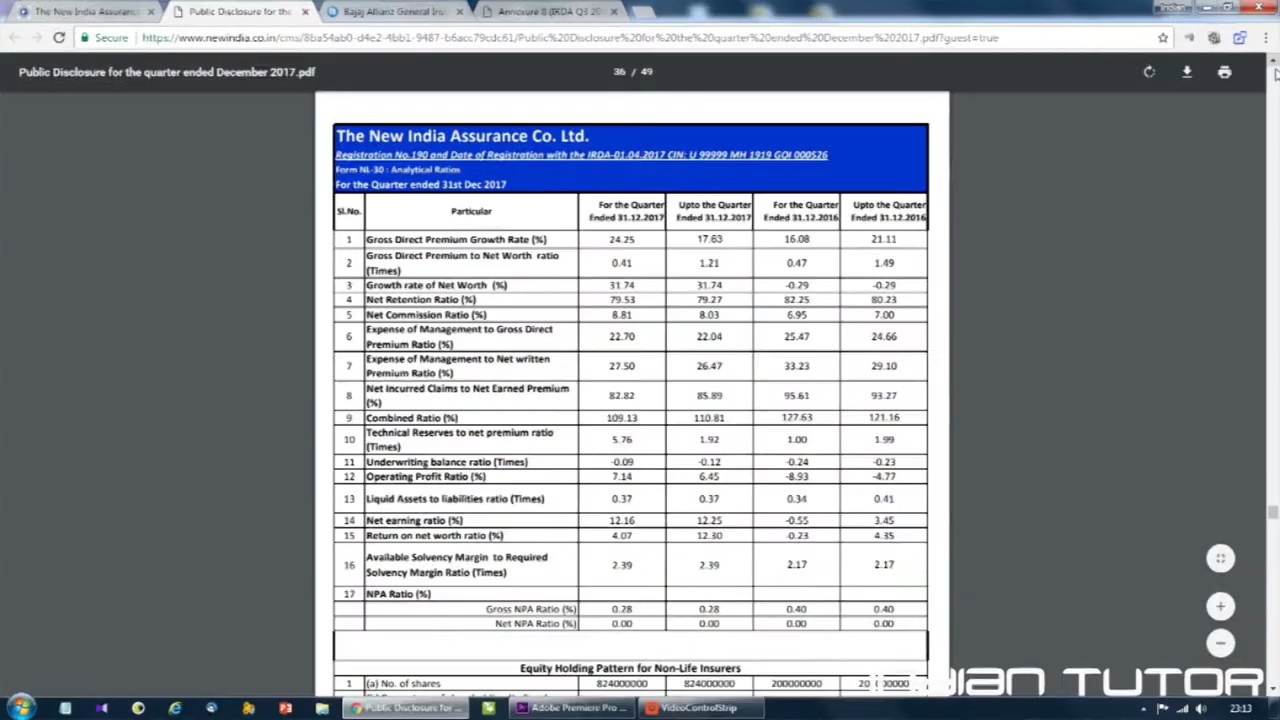 The New India Assuranc
Public Disclosure for the
Bajaj Allianz General Ins
Annexure 8 (IRDA Q3 20
Indian
Secure
https://www.newindia.co.in/cms/8ba54ab0-d4e2-4bb1-9487-b6acc79cdc61/Public%20Disclosure%20for%20the%20quarter%20ended%20December%202017.pdf?guest=true
Public Disclosure for the quarter ended December 2017.pdf
36 / 49
The New India Assurance Co. Ltd.
Registration No.190 and Date of Registration with the IRDA-01.04.2017 CIN: U 99999 MH 1919 GOI 000526
Form NL-30 : Analytical Ratios
For the Quarter ended 31st Dec 2017
Sl.No. Particular For the Quarter Ended 31.12.2017 Upto the Quarter Ended 31.12.2017 For the Quarter Ended 31.12.2016 Upto the Quarter Ended 31.12.2016
1 Gross Direct Premium Growth Rate (%) 24.25 17.63 16.08 21.11
2 Gross Direct Premium to Net Worth ratio (Times) 0.41 1.21 0.47 1.49
3 Growth rate of Net Worth (%) 31.74 31.74 -0.29 -0.29
4 Net Retention Ratio (%) 79.53 79.27 82.25 80.23
5 Net Commission Ratio (%) 8.81 8.03 6.95 7.00
6 Expense of Management to Gross Direct Premium Ratio (%) 22.70 22.04 25.47 24.66
7 Expense of Management to Net written Premium Ratio (%) 27.50 26.47 33.23 29.10
8 Net Incurred Claims to Net Earned Premium (%) 82.82 85.89 95.61 93.27
9 Combined Ratio (%) 109.13 110.81 127.63 121.16
10 Technical Reserves to net premium ratio (Times) 5.76 1.92 1.00 1.99
11 Underwriting balance ratio (Times) -0.09 -0.12 -0.24 -0.23
12 Operating Profit Ratio (%) 7.14 6.45 -8.93 -4.77
13 Liquid Assets to liabilities ratio (Times) 0.37 0.37 0.34 0.41
14 Net earning ratio (%) 12.16 12.25 -0.55 3.45
15 Return on net worth ratio (%) 4.07 12.30 -0.23 4.35
16 Available Solvency Margin to Required Solvency Margin Ratio (Times) 2.39 2.39 2.17 2.17
17 NPA Ratio (%)
Gross NPA Ratio (%) 0.28 0.28 0.40 0.40
Net NPA Ratio (%) 0.00 0.00 0.00 0.00
Equity Holding Pattern for Non-Life Insurers
1 (a) No. of shares 824000000 824000000 200000000
INDIAN TUTOR
Public Disclosure for ...
Adobe Premiere Pro ...
VideoControlStrip
23:13